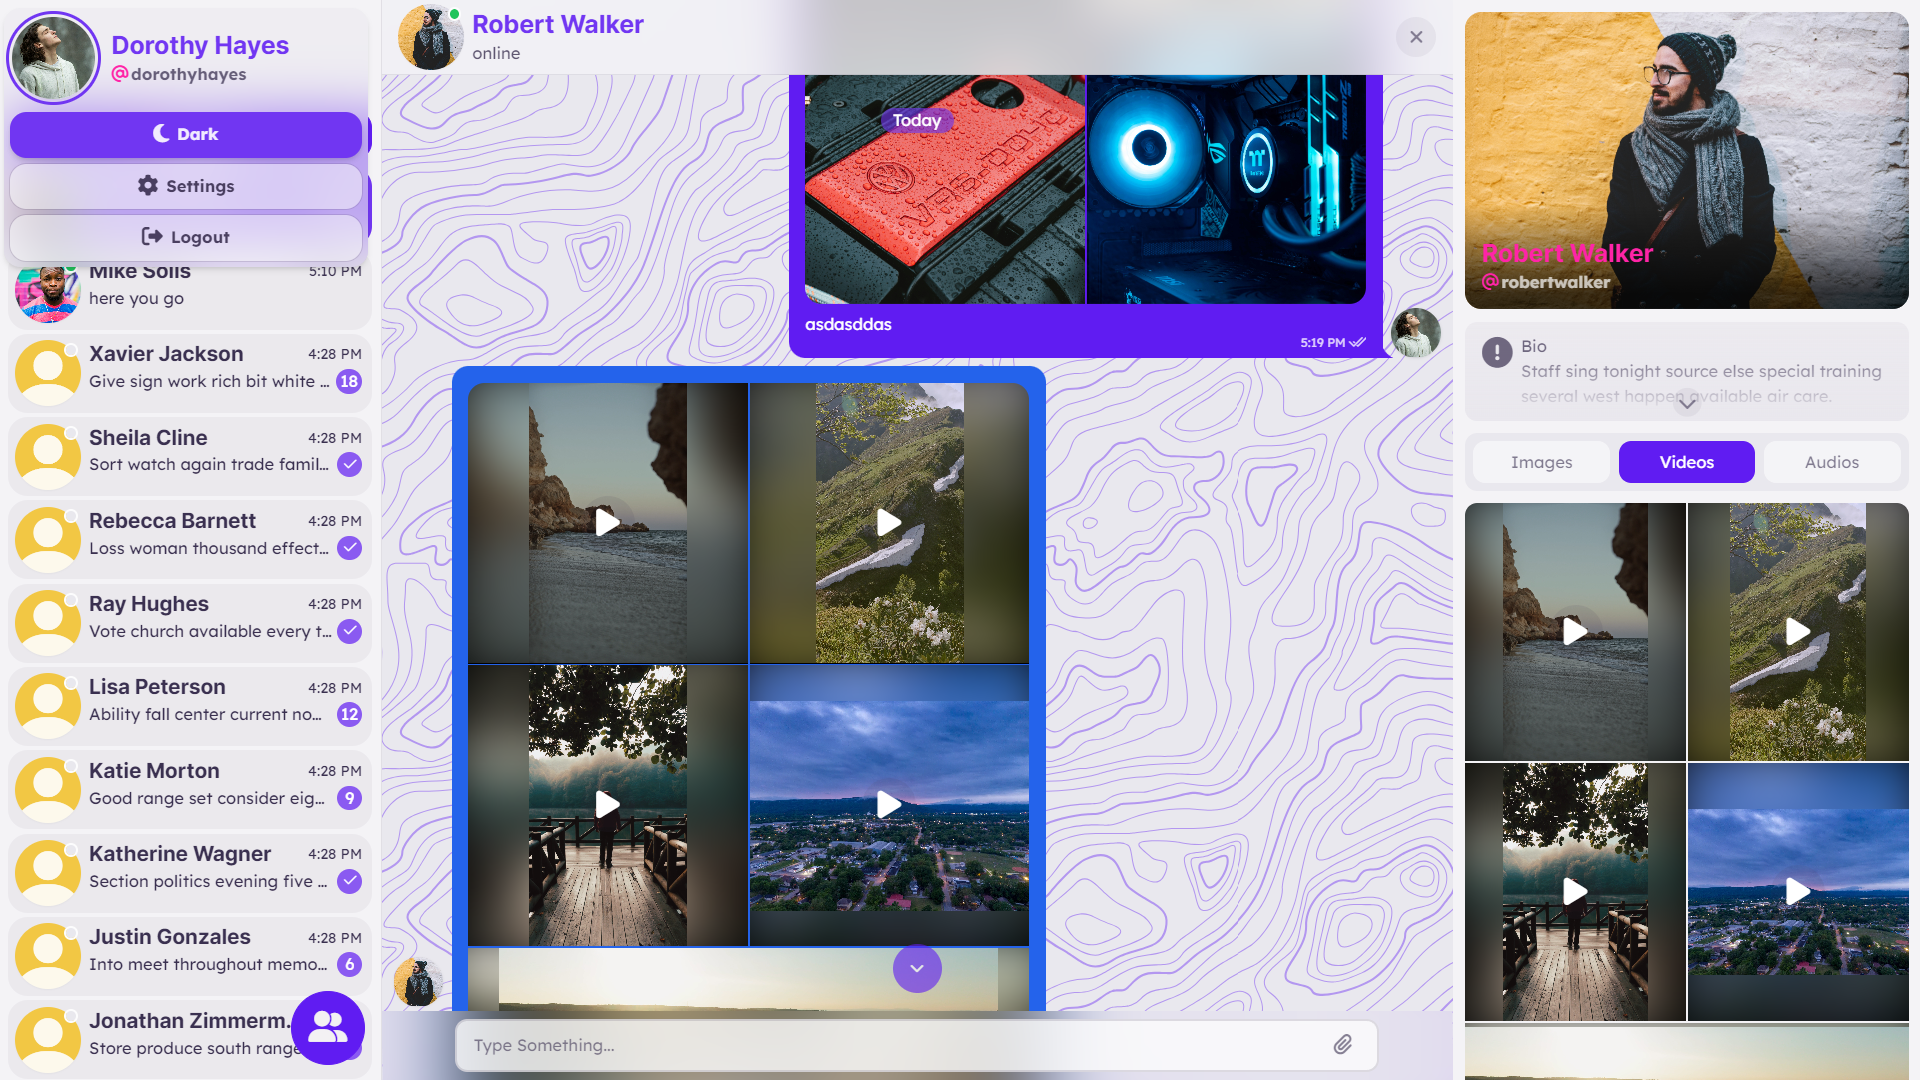 Dorothy Hayes
@dorothyhayes
Dark
Settings
Logout
Mike Solis 5:10 PM
here you go
Xavier Jackson 4:28 PM
Give sign work rich bit white ... 18
Sheila Cline 4:28 PM
Sort watch again trade famil...
Rebecca Barnett 4:28 PM
Loss woman thousand effect...
Ray Hughes 4:28 PM
Vote church available every t...
Lisa Peterson 4:28 PM
Ability fall center current no... 12
Katie Morton 4:28 PM
Good range set consider eig... 9
Katherine Wagner 4:28 PM
Section politics evening five ...
Justin Gonzales 4:28 PM
Into meet throughout memo... 6
Jonathan Zimmerm.
Store produce south range
Robert Walker
online
Today
asdasddas
5:19 PM
Type Something...
Robert Walker
@robertwalker
Bio
Staff sing tonight source else special training
several west happen available air care.
Images
Videos
Audios